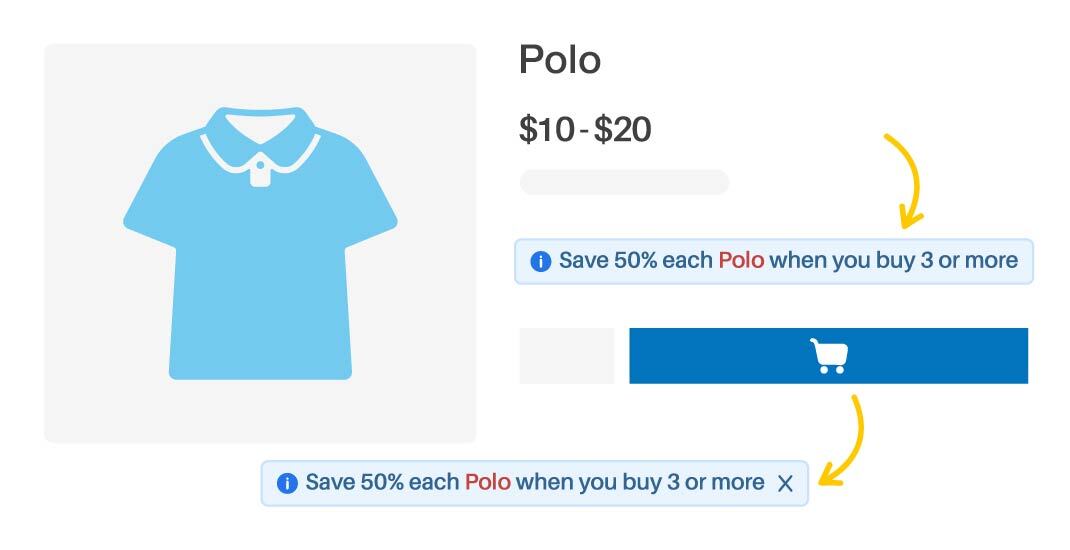 Polo
$10 - $20
Save 50% each Polo when you buy 3 or more
Save 50% each Polo when you buy 3 or more X